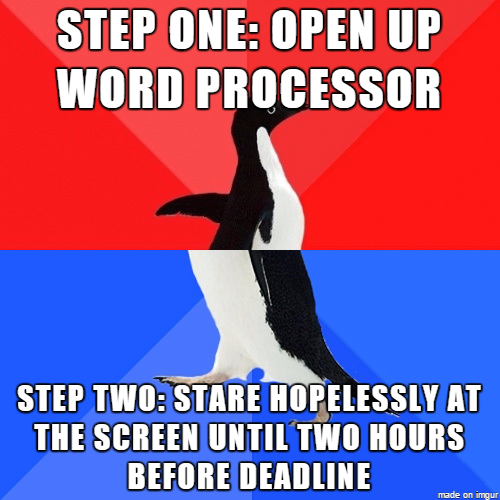 STEP ONE: OPEN UP
WORD PROCESSOR
STEP TWO: STARE HOPELESSLY AT
THE SCREEN UNTIL TWO HOURS
BEFORE DEADLINE
made on imgur